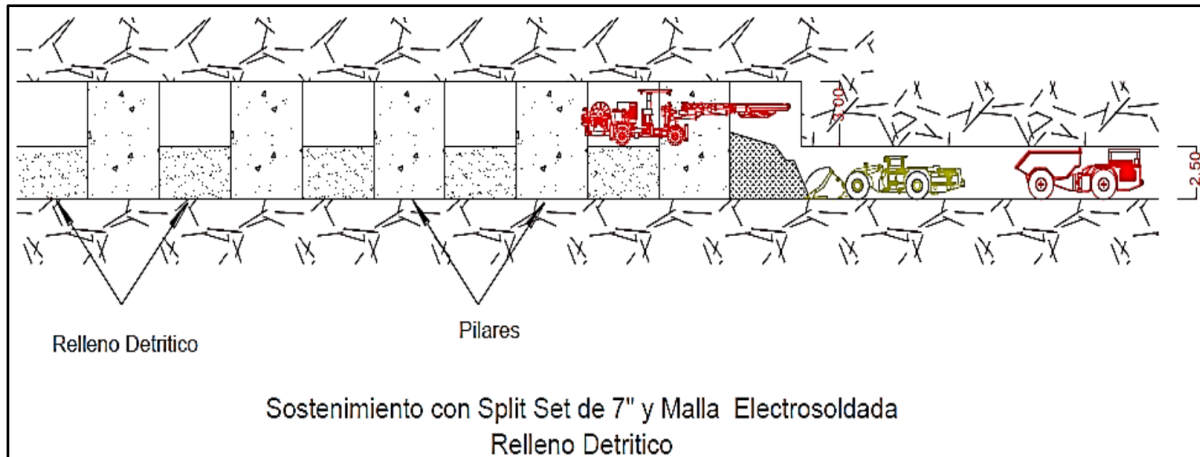 3.00
2.50
Relleno Detritico
Pilares
Sostenimiento con Split Set de 7" y Malla Electrosoldada
Relleno Detritico